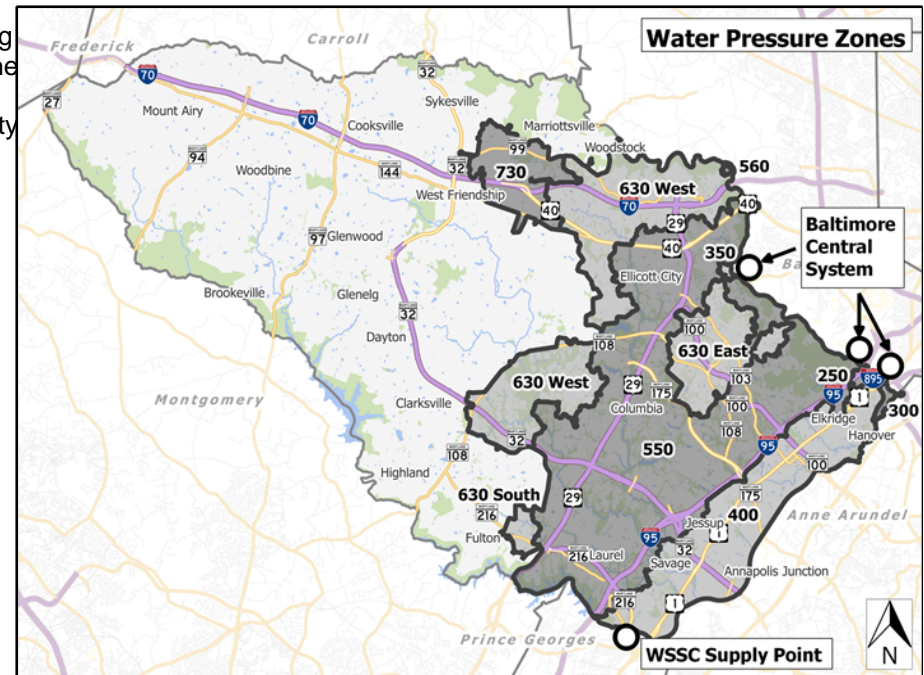 Water Pressure Zones
Frederick
Carroll
70
32
27
Mount Airy
Sykesville
70
Cooksville
Marriottsville
94
99
Woodstock
Woodbine
144
32
730
560
West Friendship
630 West
40
70
40
29
Baltimore
Central
System
97
Glenwood
40
350
Ellicott City
Brookeville
Glenelg
32
100
Dayton
108
630 East
630 West
29
250
895
175
103
95
1
300
Montgomery
Clarksville
Columbia
100
Elkridge
108
Hanover
32
550
95
108
100
Highland
175
630 South
29
400
Anne Arundel
216
Jessup
1
Fulton
95
216
Laurel
32
Savage
Annapolis Junction
216
1
Prince Georges
WSSC Supply Point
N